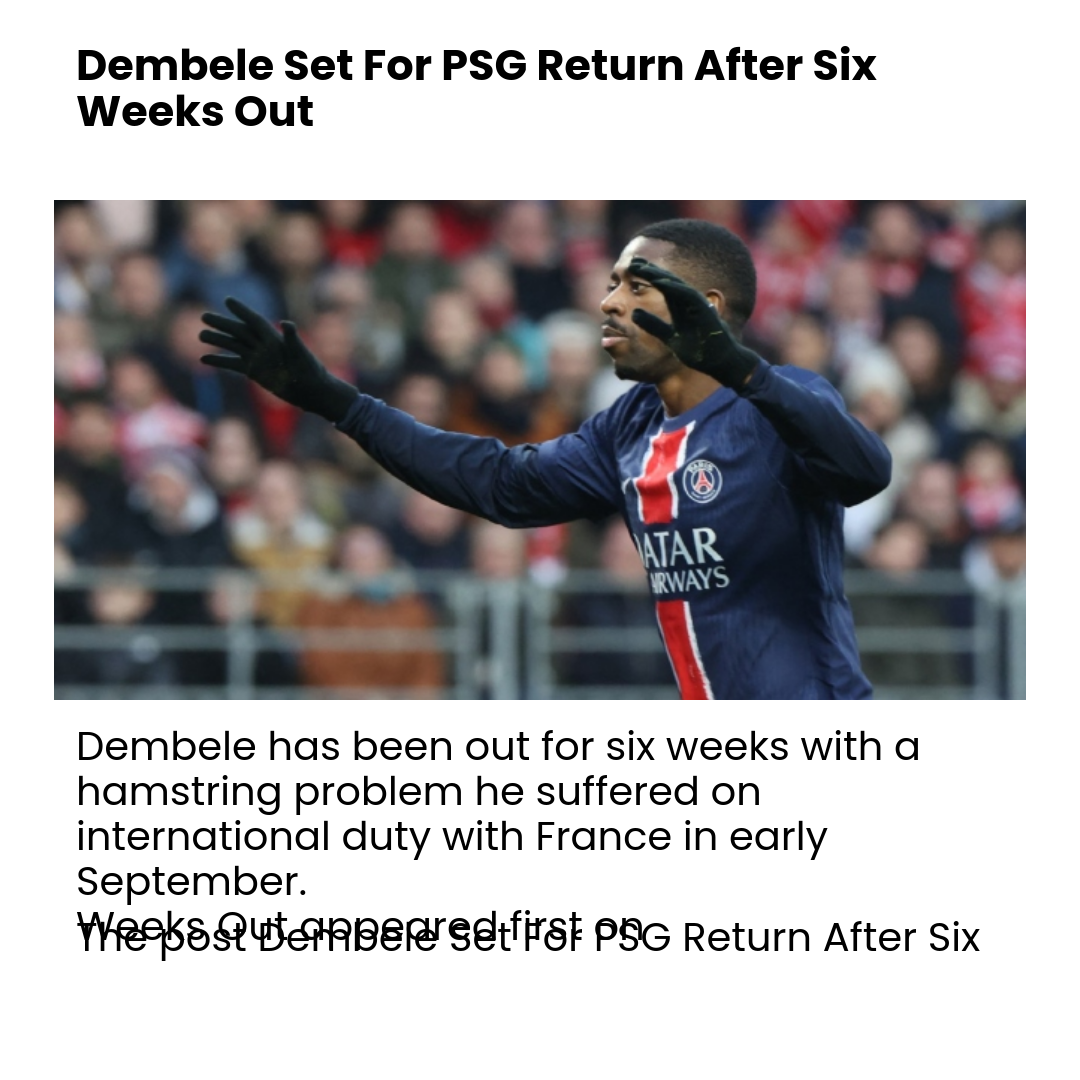 Dembele Set For PSG Return After Six
Weeks Out
PARIS
QATAR
AIRWAYS
Dembele has been out for six weeks with a
hamstring problem he suffered on
international duty with France in early
September.
The post Dembele Set For PSG Return After Six
Weeks Out appeared first on